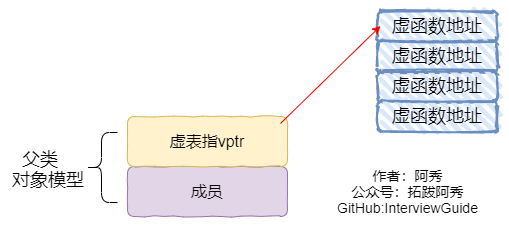 虚函数地址
虚函数地址
虚函数地址
虚函数地址
虚表指vptr
父类
对象模型
成员
作者：阿秀
公众号：拓跋阿秀
GitHub:InterviewGuide